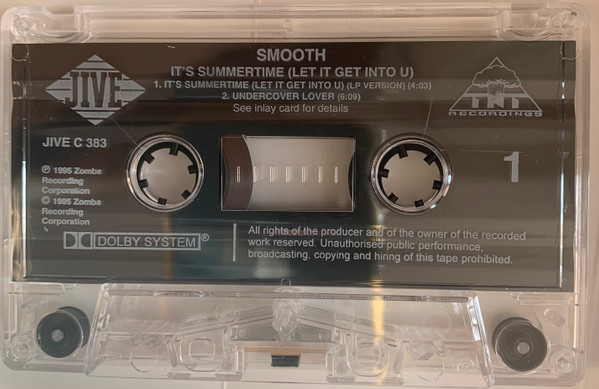 SMOOTH
IT'S SUMMERTIME (LET IT GET INTO U)
1. IT'S SUMMERTIME (LET IT GET INTO U) (LP VERSION) (4:03)
2. UNDERCOVER LOVER (6:09)
See inlay card for details
JIVE
TNT
RECORDINGS
JIVE C 383
1
℗ 1995 Zomba
Recording
Corporation
© 1995 Zomba
Recording
Corporation
DOLBY SYSTEM®
All rights of the producer and of the owner of the recorded
work reserved. Unauthorised public performance,
broadcasting, copying and hiring of this tape prohibited.